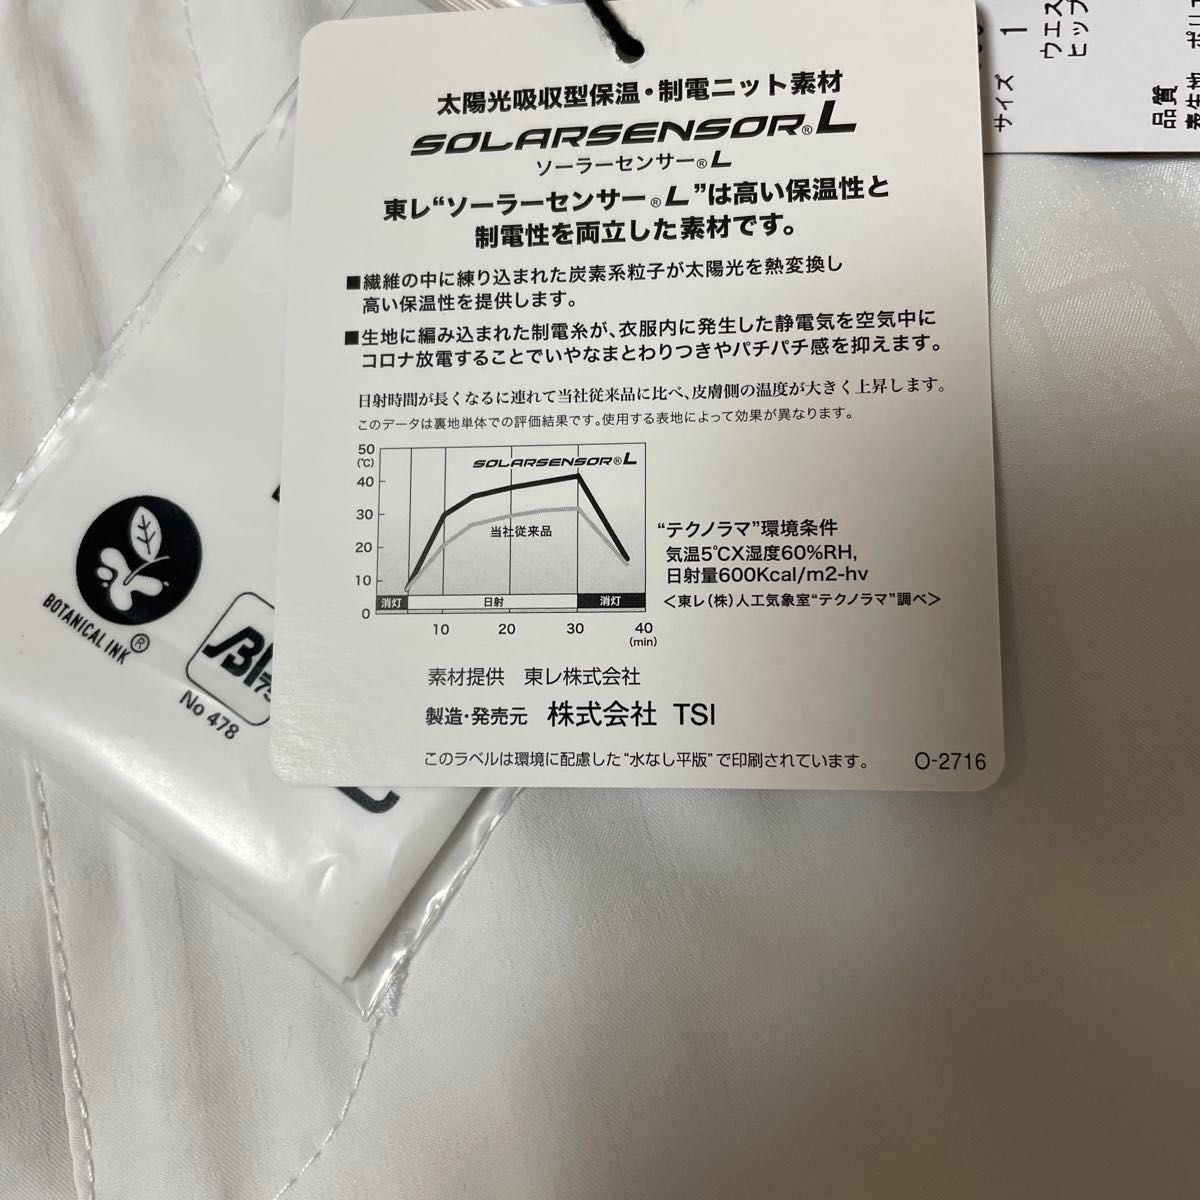 太陽光吸収型保温・制電ニット素材
SOLARSENSOR®L
ソーラーセンサー®L
東レ“ソーラーセンサー®L”は高い保温性と
制電性を両立した素材です。
■繊維の中に練り込まれた炭素系粒子が太陽光を熱変換し
高い保温性を提供します。
■生地に編み込まれた制電糸が、衣服内に発生した静電気を空気中に
コロナ放電することでいやなまとわりつきやパチパチ感を抑えます。
日射時間が長くなるに連れて当社従来品に比べ、皮膚側の温度が大きく上昇します。
このデータは裏地単体での評価結果です。使用する表地によって効果が異なります。
50
(℃)
40
30
20
10
0
SOLARSENSOR®L
当社従来品
消灯 日射 消灯
10 20 30 40
(min)
“テクノラマ”環境条件
気温5℃X湿度60%RH,
日射量600Kcal/m2-hv
<東レ(株)人工気象室“テクノラマ”調べ>
素材提供 東レ株式会社
製造・発売元 株式会社 TSI
このラベルは環境に配慮した“水なし平版”で印刷されています。
O-2716
BOTANICAL INK®
No 478
サイズ
1
ウエス
ヒップ
品質